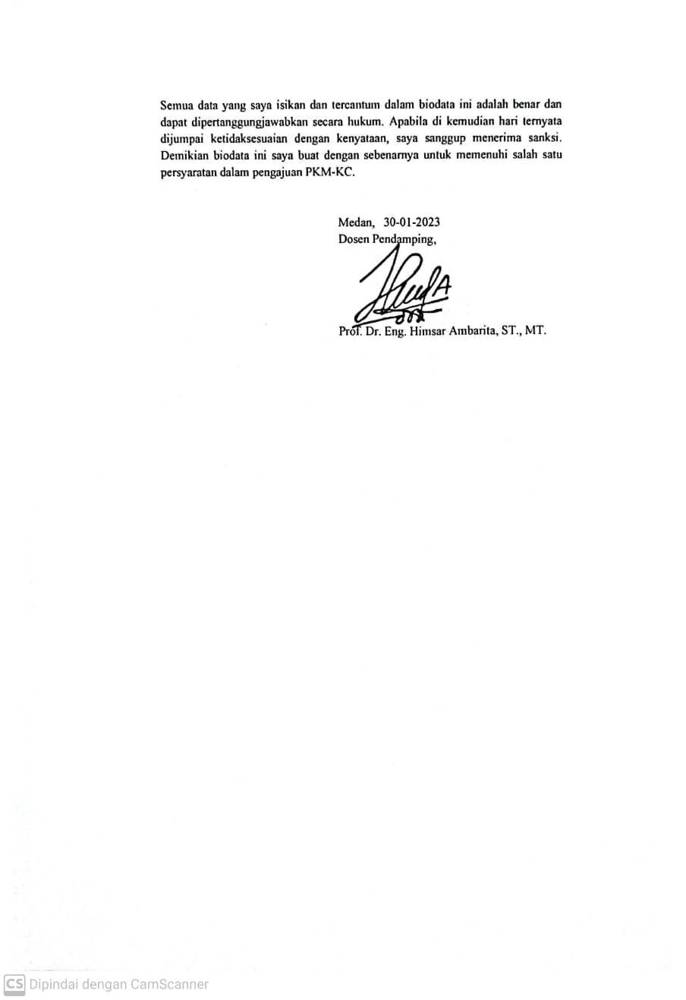 Semua data yang saya isikan dan tercantum dalam biodata ini adalah benar dan
dapat dipertanggungjawabkan secara hukum. Apabila di kemudian hari ternyata
dijumpai ketidaksesuaian dengan kenyataan, saya sanggup menerima sanksi.
Demikian biodata ini saya buat dengan sebenarnya untuk memenuhi salah satu
persyaratan dalam pengajuan PKM-KC.
Medan, 30-01-2023
Dosen Pendamping,
Prof. Dr. Eng. Himsar Ambarita, ST., MT.
CS Dipindai dengan CamScanner